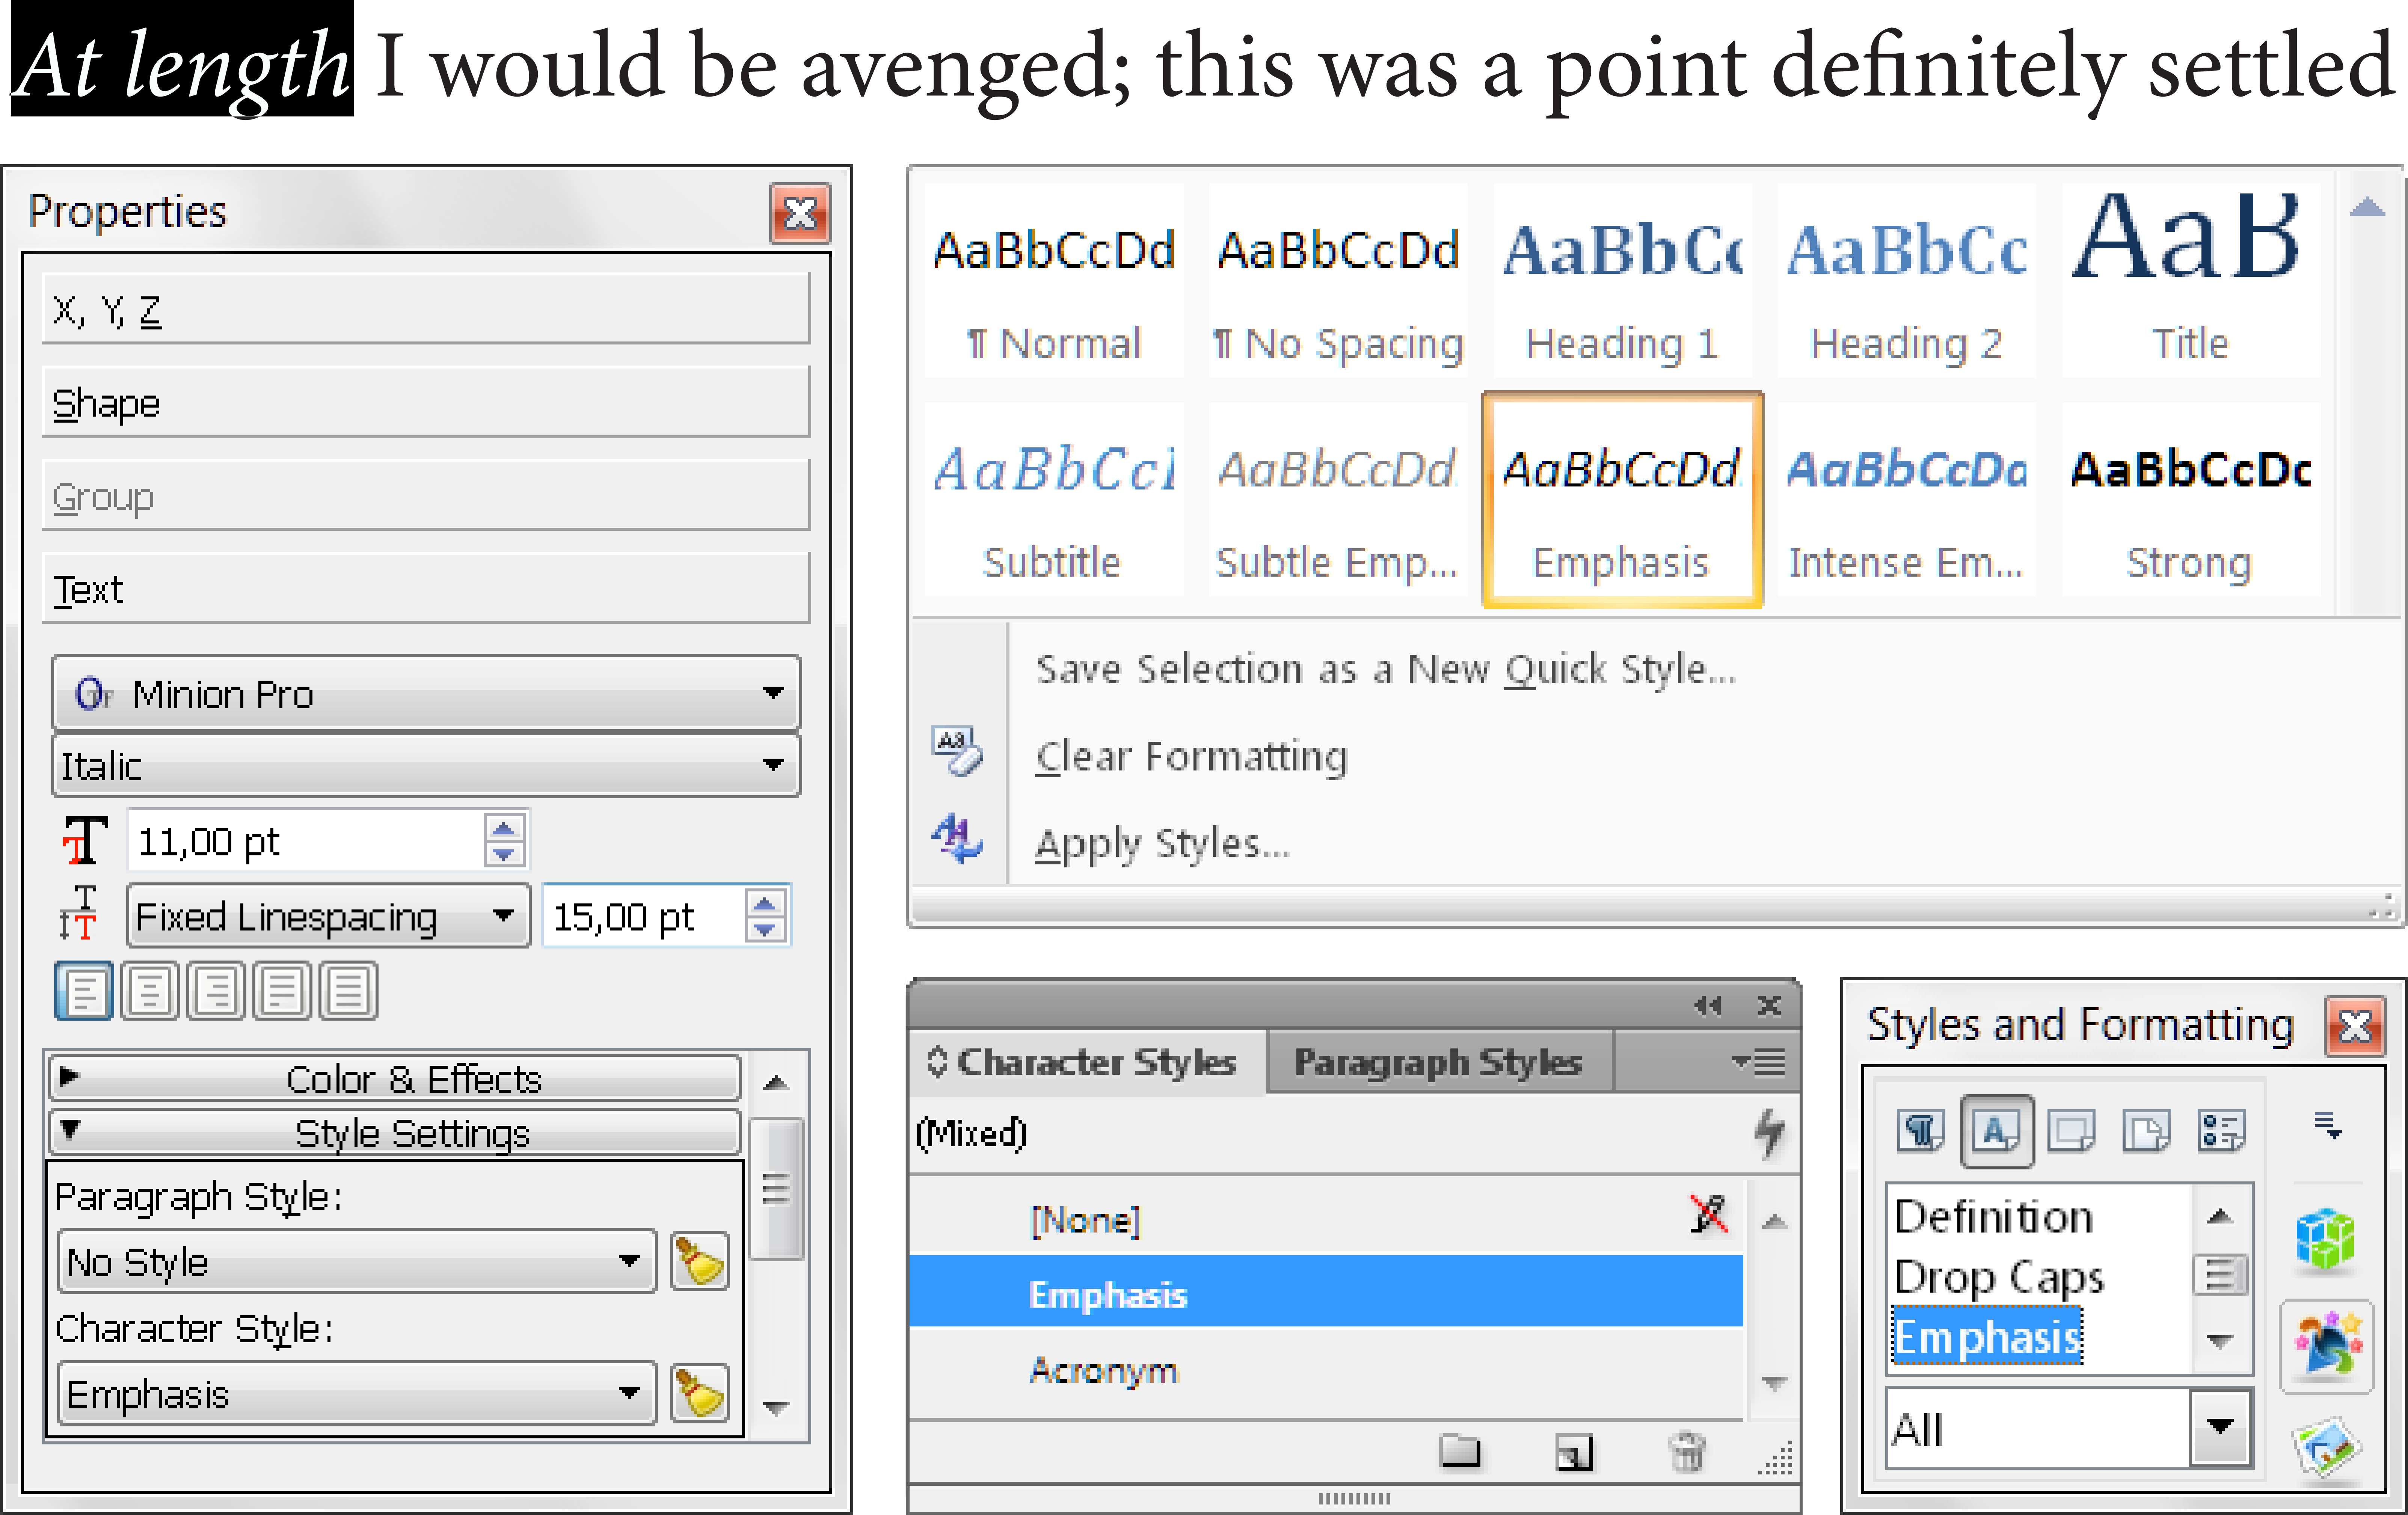 At length I would be avenged; this was a point definitely settled
Properties
X, Y, Z
Shape
Group
Text
Minion Pro
Italic
11,00 pt
Fixed Linespacing 15,00 pt
Color & Effects
Style Settings
Paragraph Style:
No Style
Character Style:
Emphasis
AaBbCcDd AaBbCcDd AaBbCc AaBbCc AaB
¶ Normal ¶ No Spacing Heading 1 Heading 2 Title
AaBbCcI AaBbCcDd AaBbCcDd AaBbCcDd AaBbCcDc
Subtitle Subtle Emp... Emphasis Intense Em... Strong
Save Selection as a New Quick Style...
Clear Formatting
Apply Styles...
Character Styles Paragraph Styles
(Mixed)
[None]
Emphasis
Acronym
Styles and Formatting
Definition
Drop Caps
Emphasis
All